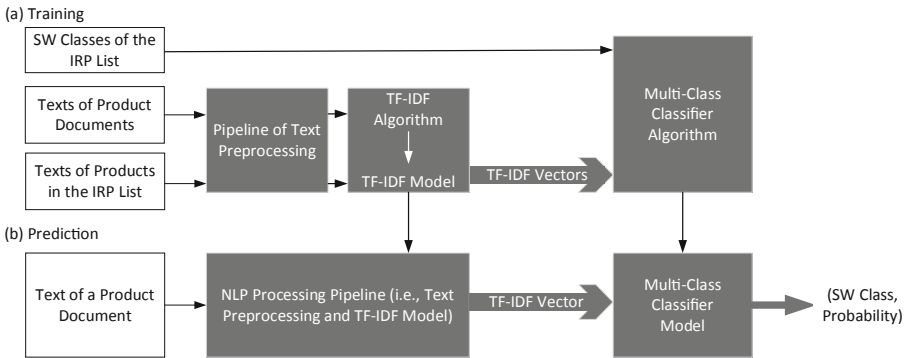 (a) Training
SW Classes of the
IRP List
Texts of Product
Documents
Texts of Products
in the IRP List
Pipeline of Text
Preprocessing
TF-IDF
Algorithm
TF-IDF Model
TF-IDF Vectors
Multi-Class
Classifier
Algorithm
(b) Prediction
Text of a Product
Document
NLP Processing Pipeline (i.e., Text
Preprocessing and TF-IDF Model)
TF-IDF Vector
Multi-Class
Classifier
Model
(SW Class,
Probability)